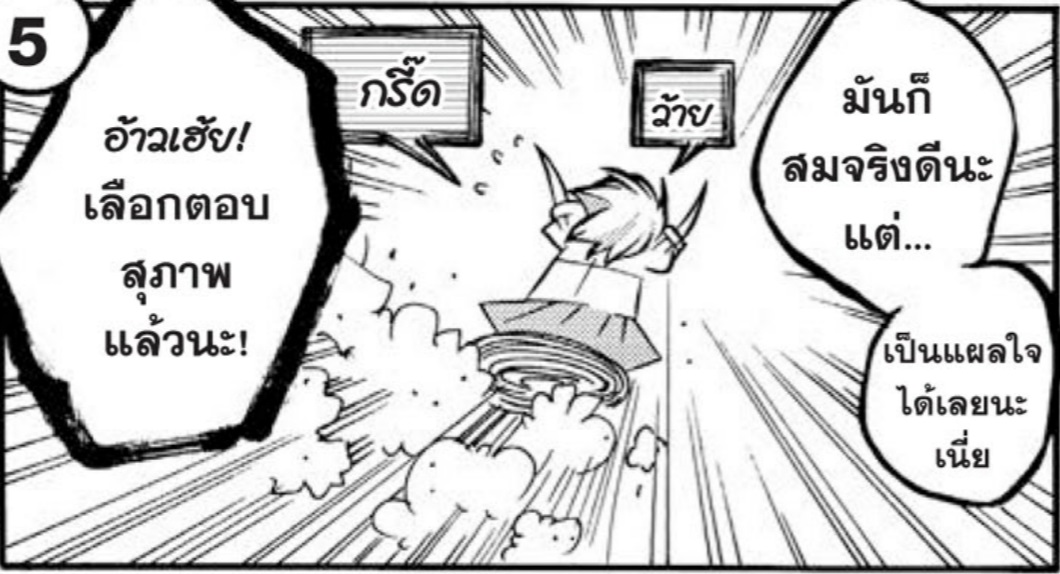 5
อ้าวเฮ้ย!
เลือกตอบ
สุภาพ
แล้วนะ!
กรี๊ด
ว้าย
มันก็
สมจริงดีนะ
แต่...
เป็นแผลใจ
ได้เลยนะ
เนี่ย